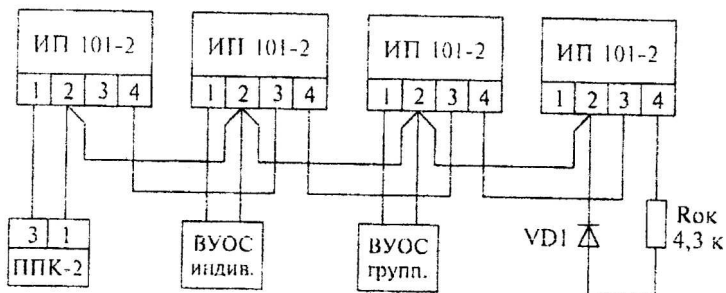 ИП 101-2 ИП 101-2 ИП 101-2 ИП 101-2
1 2 3 4 1 2 3 4 1 2 3 4 1 2 3 4
3 1
ППК-2
ВУОС
индив.
ВУОС
групп.
VD1
Rок
4,3 к